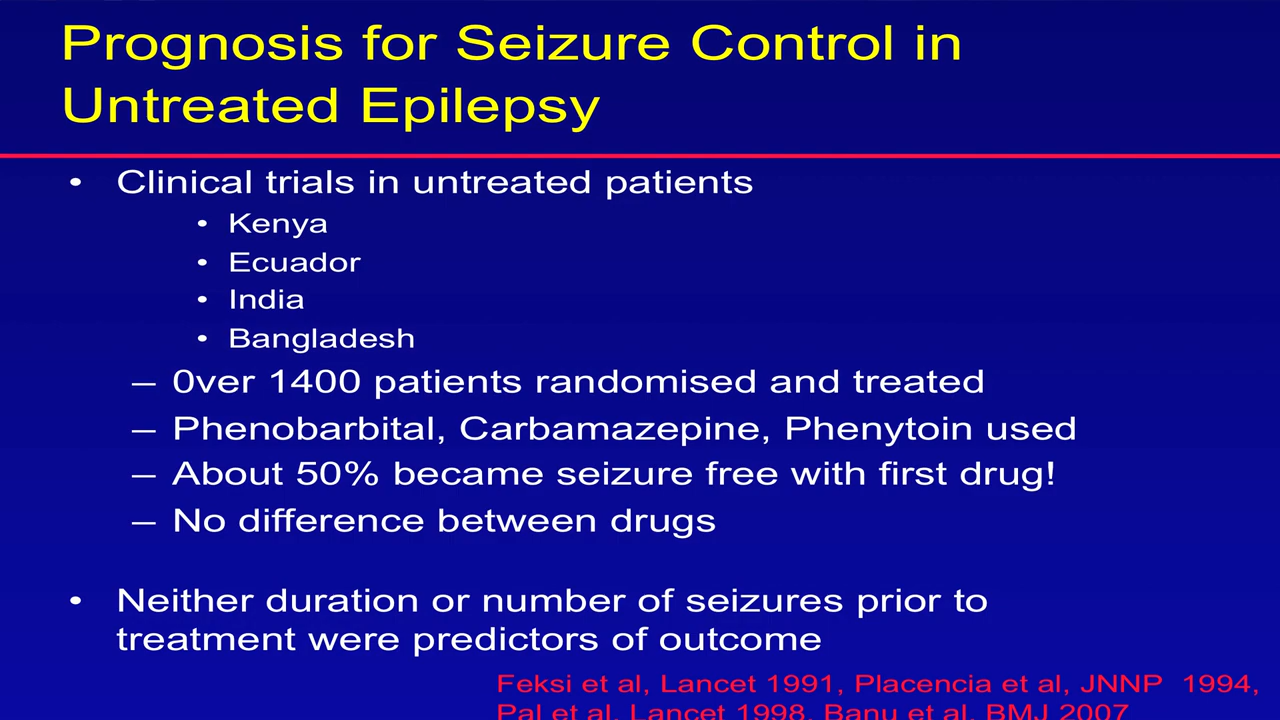 Prognosis for Seizure Control in
Untreated Epilepsy
• Clinical trials in untreated patients
• Kenya
• Ecuador
• India
• Bangladesh
– 0ver 1400 patients randomised and treated
– Phenobarbital, Carbamazepine, Phenytoin used
– About 50% became seizure free with first drug!
– No difference between drugs
• Neither duration or number of seizures prior to
treatment were predictors of outcome
Feksi et al, Lancet 1991, Placencia et al, JNNP 1994,
Pal et al, Lancet 1998, Banu et al, BMJ 2007